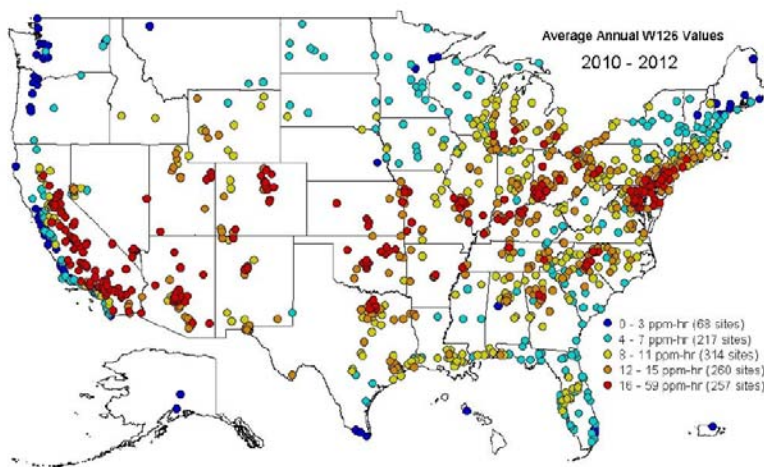 Average Annual W126 Values
2010 - 2012
0 - 3 ppm-hr (68 sites)
4 - 7 ppm-hr (217 sites)
8 - 11 ppm-hr (314 sites)
12 - 15 ppm-hr (260 sites)
16 - 59 ppm-hr (257 sites)